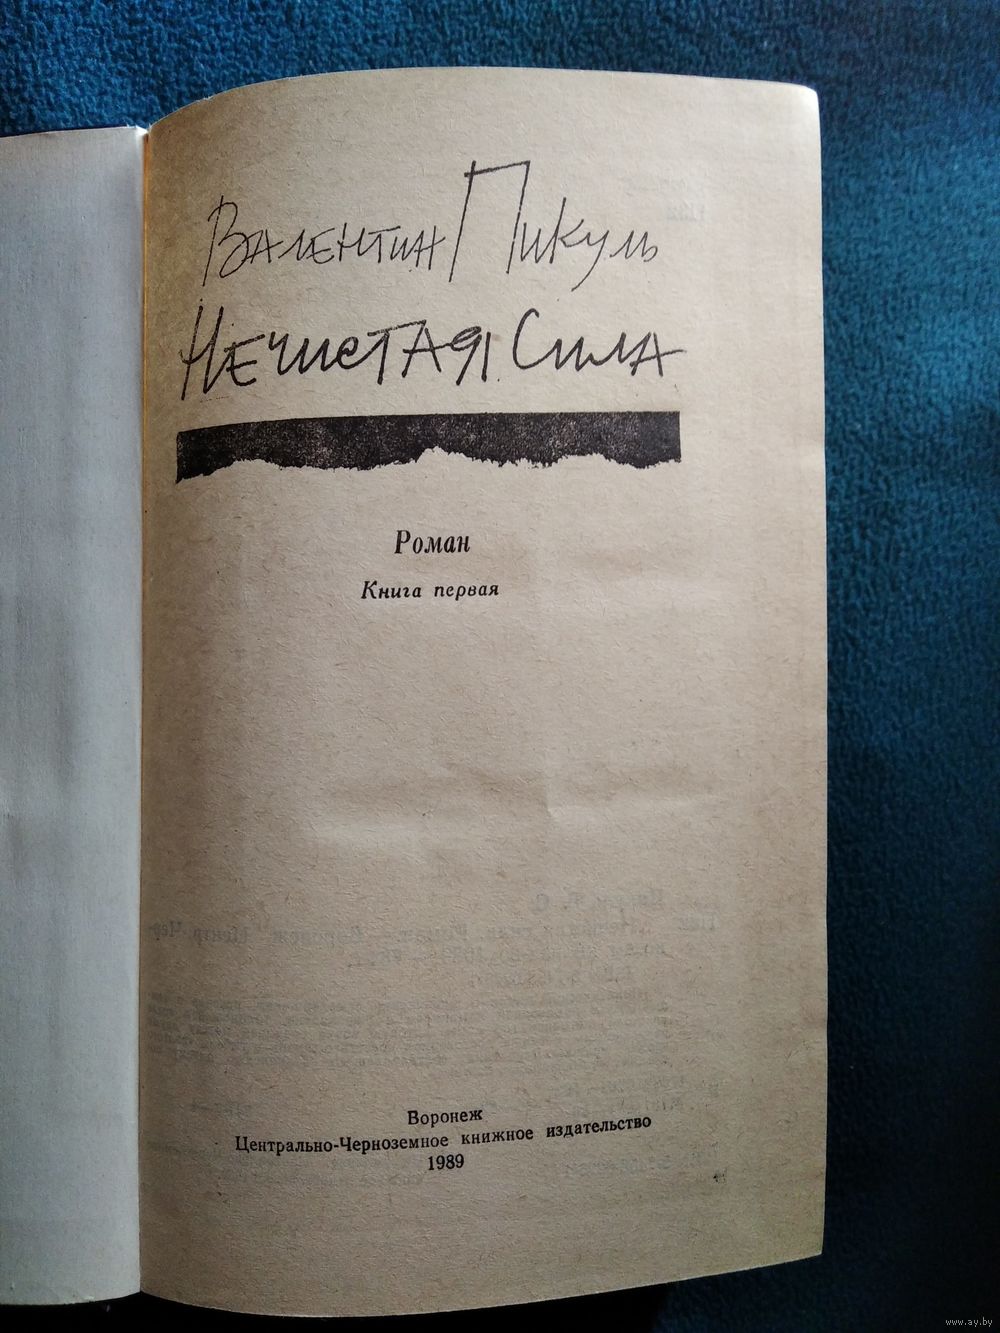 Валентин Пикуль
Нечистая Сила
Роман
Книга первая
Воронеж
Центрально-Черноземное книжное издательство
1989
www.ay.by